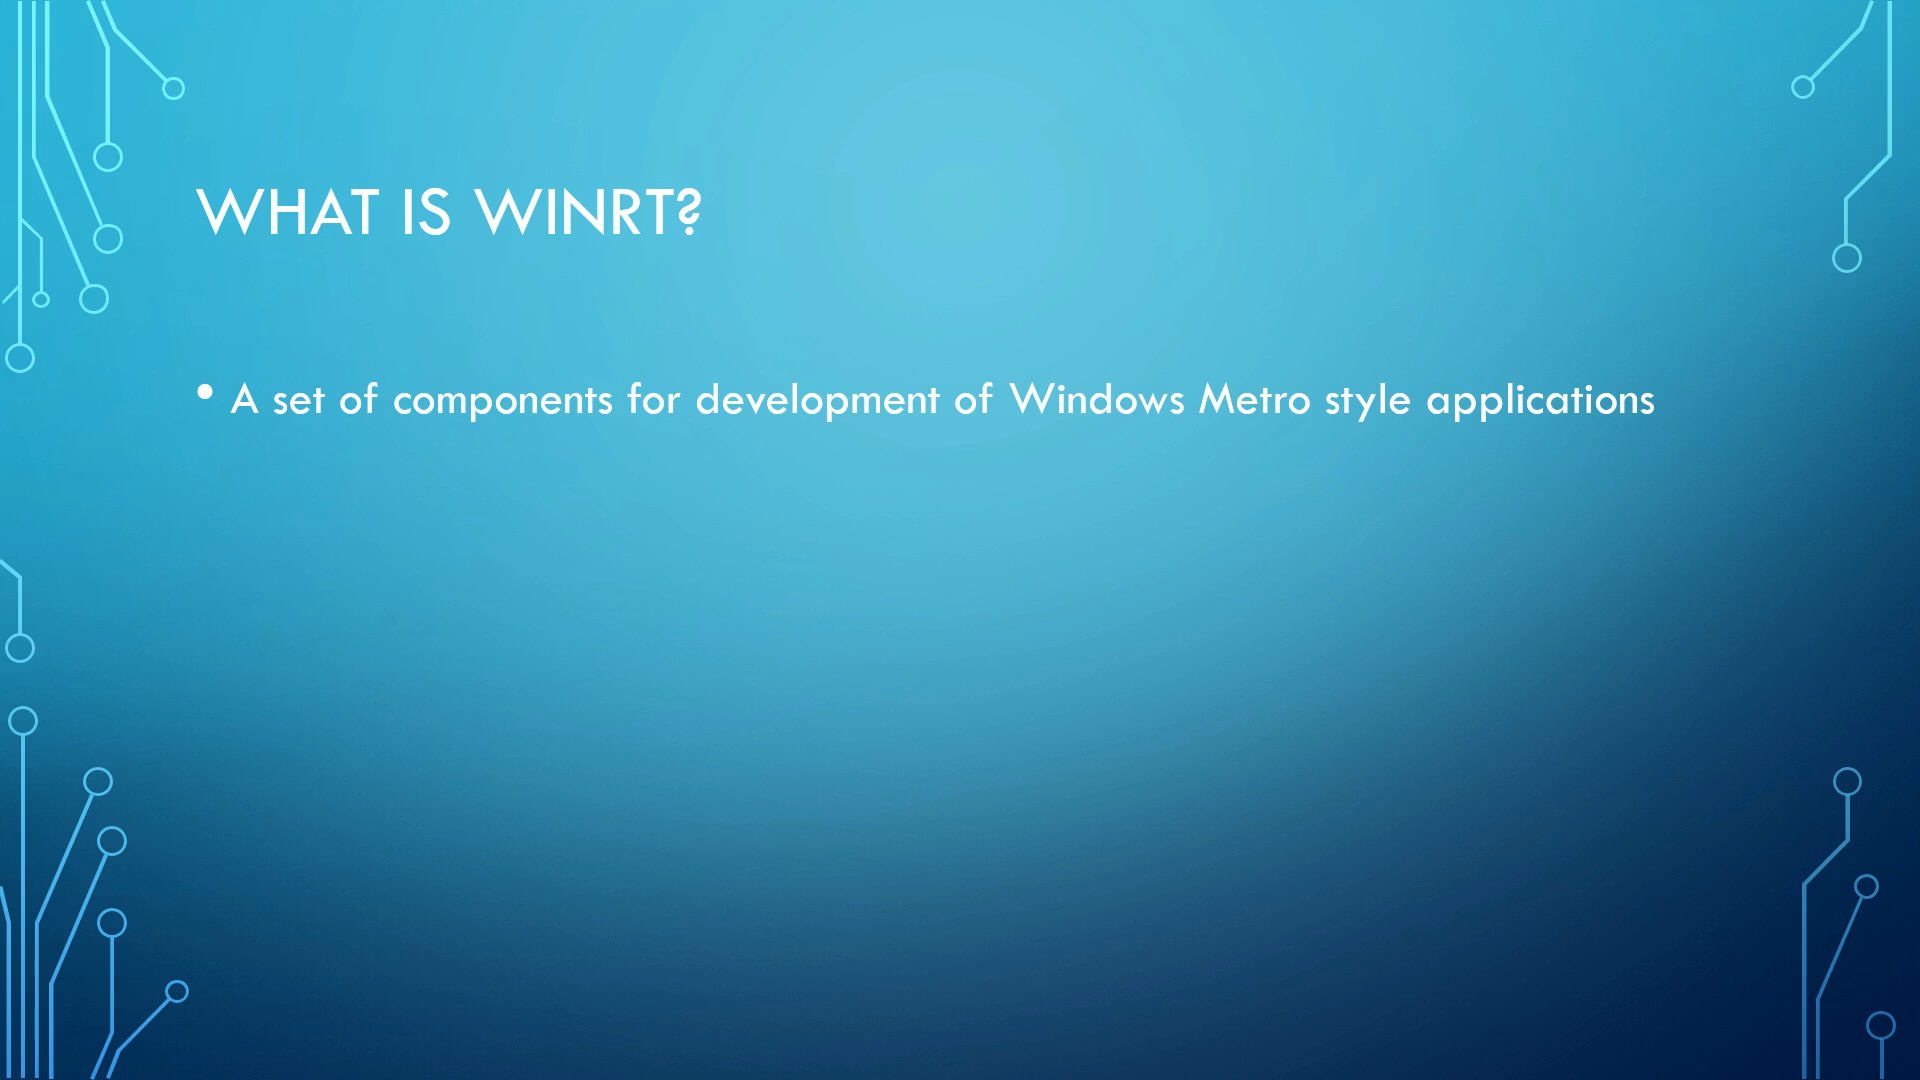 WHAT IS WINRT?
• A set of components for development of Windows Metro style applications